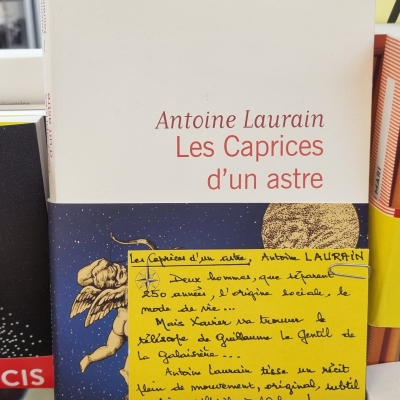 Antoine Laurain
Les Caprices
d'un astre
Les Caprices d'un astre, Antoine LAURAIN
Deux hommes, que séparent
250 années, l'origine sociale, le
mode de vie...
Mais Xavier va trouver le
télescope de Guillaume Le Gentil de
La Galaisière...
Antoine Laurain tisse un récit
plein de mouvement, original, subtil
CIS